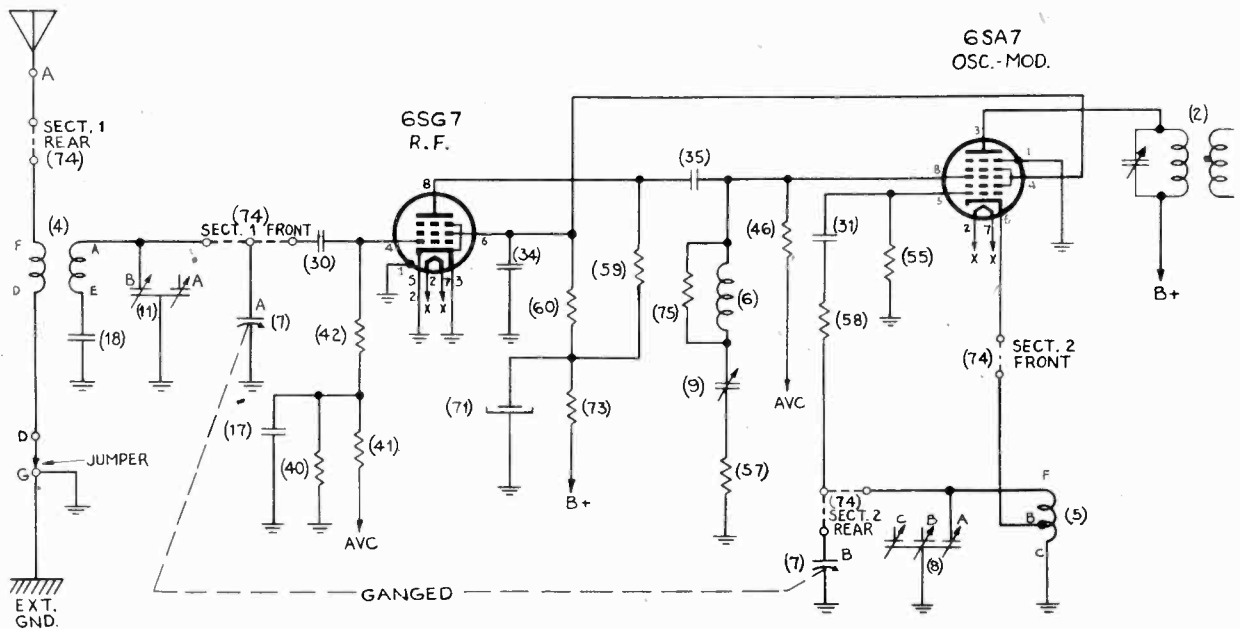 6SA7
OSC.-MOD.
6SG7
R.F.
A
SECT. 1
REAR
(74)
(2)
3
1
8
4
5
2
7
6
8
(35)
(4)
F
D
A
E
(74)
SECT. 1 FRONT
(30)
4
6
1
5
2
2
7
3
X
X
(34)
(59)
(60)
(46)
(31)
(55)
X
X
B+
B
A
(11)
A
(7)
(18)
(42)
(75)
(6)
(58)
SECT. 2
FRONT
(74)
(9)
AVC
(71)
(73)
(17)
(40)
(41)
(57)
D
JUMPER
G
B+
AVC
(74)
SECT. 2
REAR
F
B
C
(5)
C
B
A
(8)
(7)
B
GANGED
EXT.
GND.